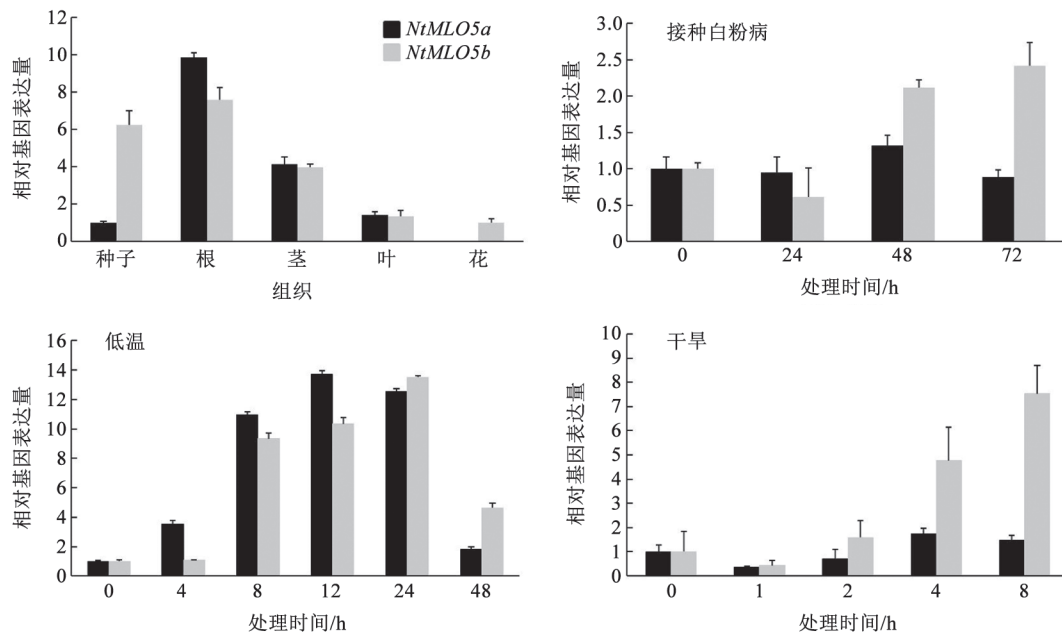 NtMLO5a
NtMLO5b
相对基因表达量
12
10
8
6
4
2
0
种子 根 茎 叶 花
组织
接种白粉病
相对基因表达量
3.0
2.5
2.0
1.5
1.0
0.5
0
0 24 48 72
处理时间/h
低温
相对基因表达量
16
14
12
10
8
6
4
2
0
0 4 8 12 24 48
处理时间/h
干旱
相对基因表达量
10
9
8
7
6
5
4
3
2
1
0
0 1 2 4 8
处理时间/h